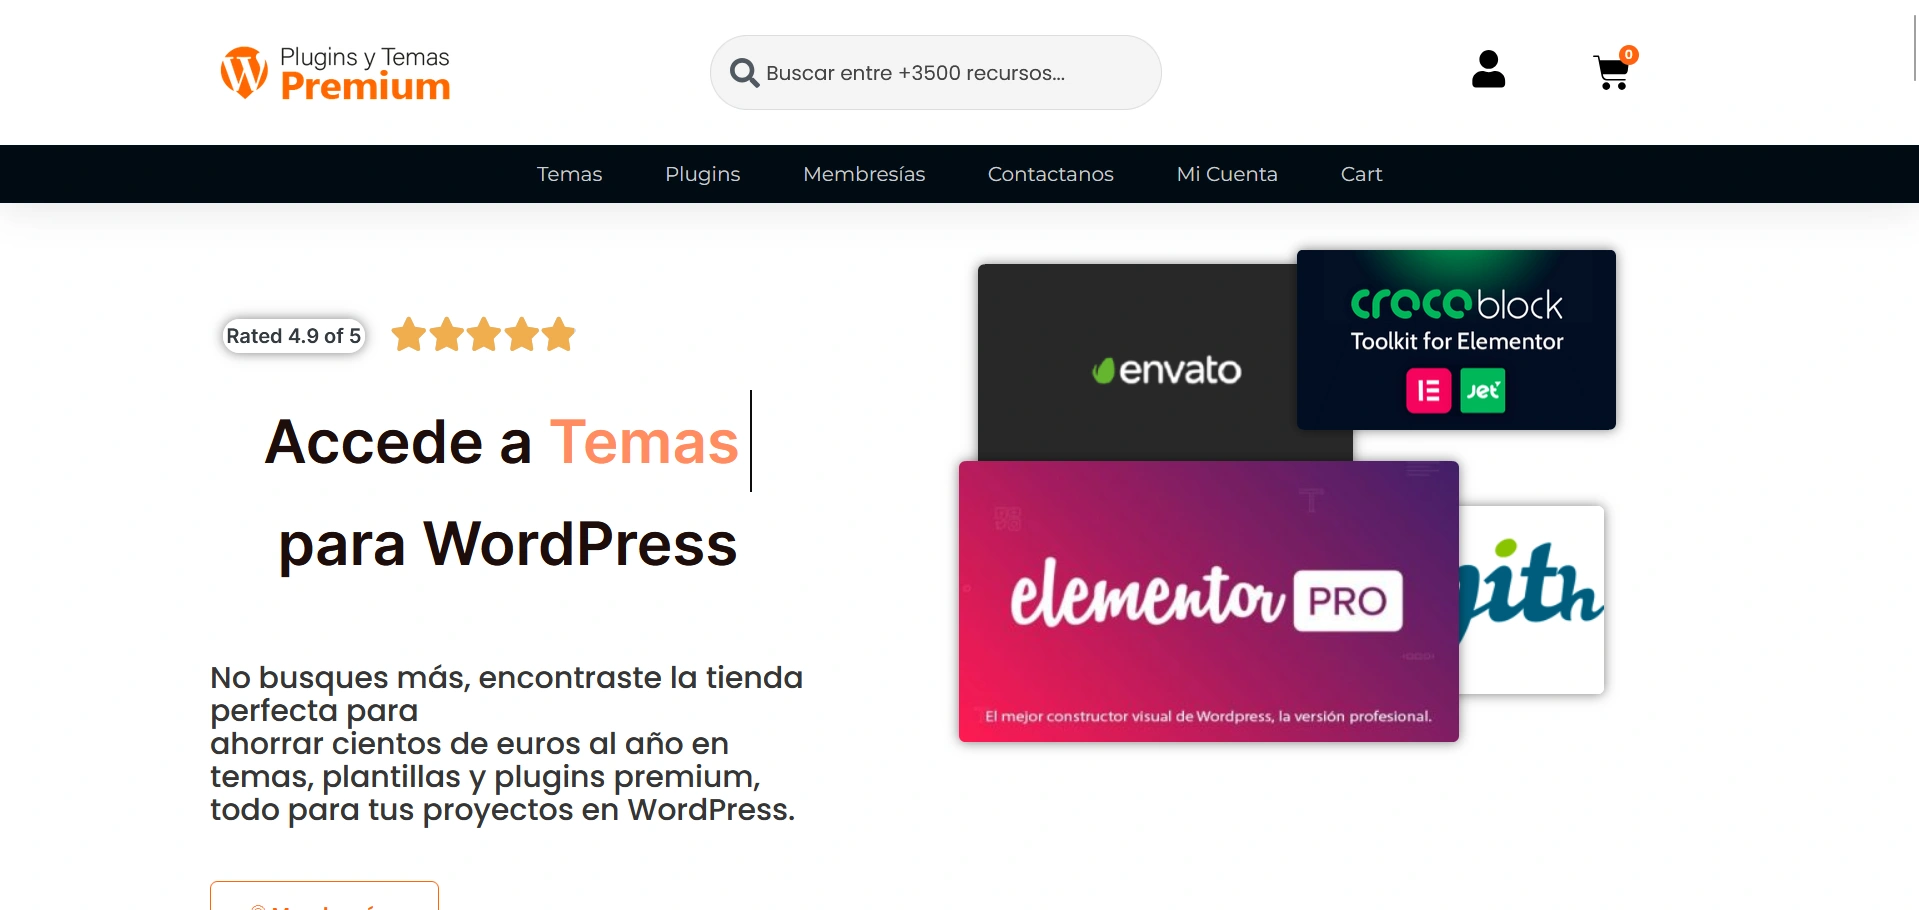 Plugins y Temas
Premium
Buscar entre +3500 recursos...
0
Temas
Plugins
Membresías
Contactanos
Mi Cuenta
Cart
Rated 4.9 of 5
Accede a Temas
para WordPress
No busques más, encontraste la tienda
perfecta para
ahorrar cientos de euros al año en
temas, plantillas y plugins premium,
todo para tus proyectos en WordPress.
envato
crocoblock
Toolkit for Elementor
Jet
elementor PRO
El mejor constructor visual de Wordpress, la versión profesional.